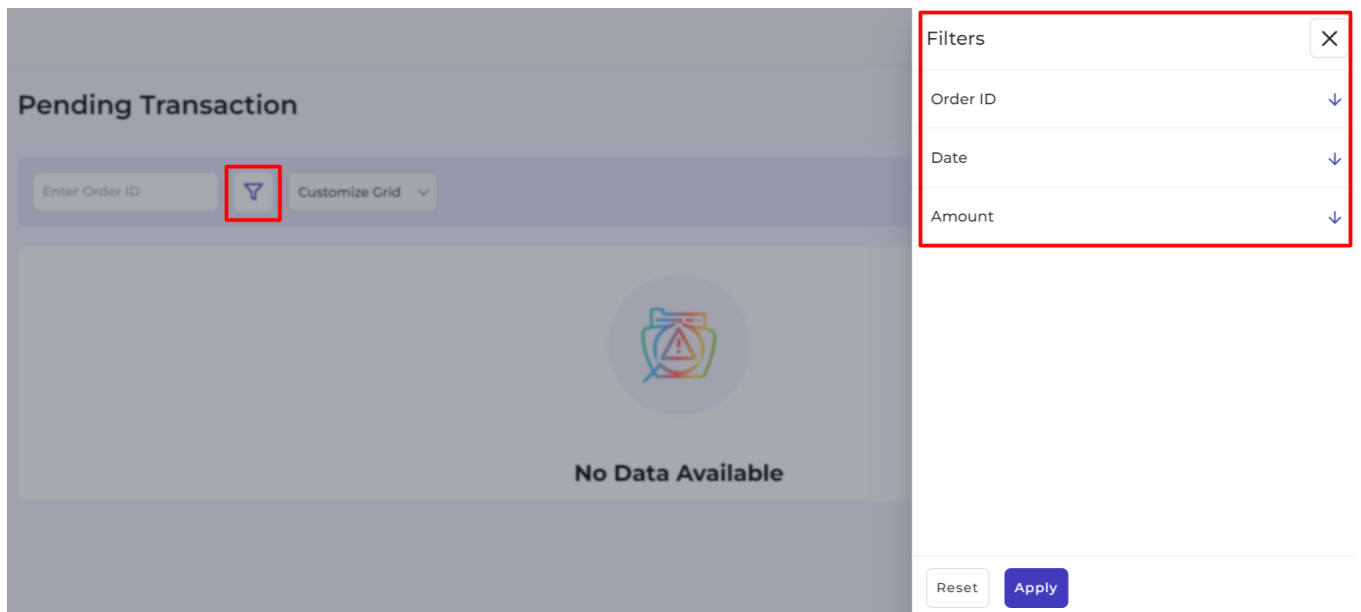 Pending Transaction
Enter Order ID
Customize Grid
No Data Available
Filters
Order ID
Date
Amount
Reset
Apply